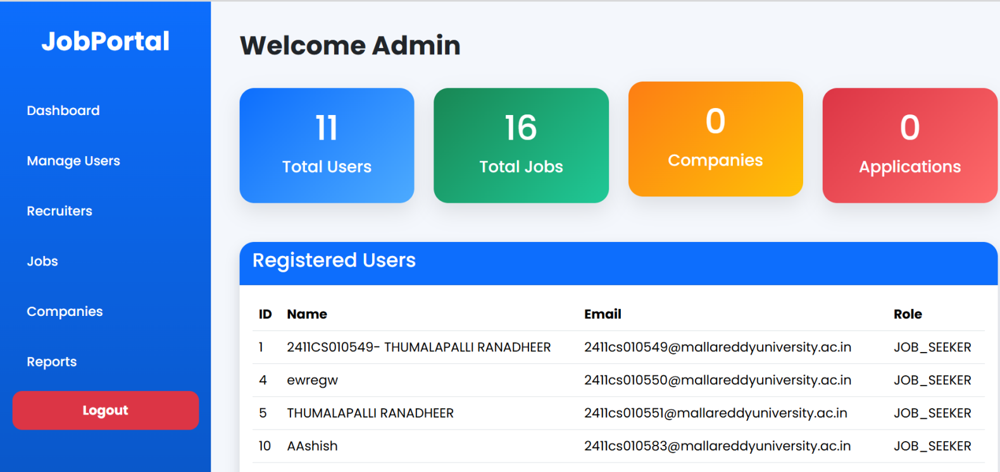 JobPortal
Dashboard
Manage Users
Recruiters
Jobs
Companies
Reports
Logout
Welcome Admin
11
Total Users
16
Total Jobs
0
Companies
0
Applications
Registered Users
ID Name Email Role
1 2411CS010549- THUMALAPALLI RANADHEER 2411cs010549@mallareddyuniversity.ac.in JOB_SEEKER
4 ewregw 2411cs010550@mallareddyuniversity.ac.in JOB_SEEKER
5 THUMALAPALLI RANADHEER 2411cs010551@mallareddyuniversity.ac.in JOB_SEEKER
10 AAshish 2411cs010583@mallareddyuniversity.ac.in JOB_SEEKER